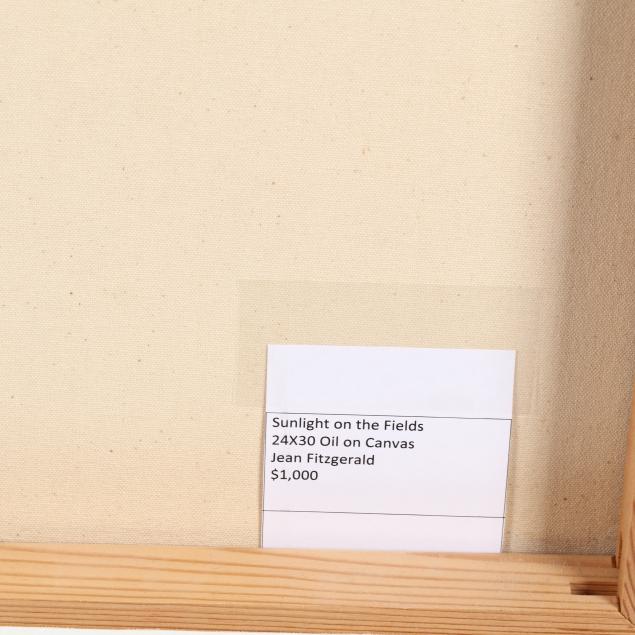 Sunlight on the Fields
24X30 Oil on Canvas
Jean Fitzgerald
$1,000